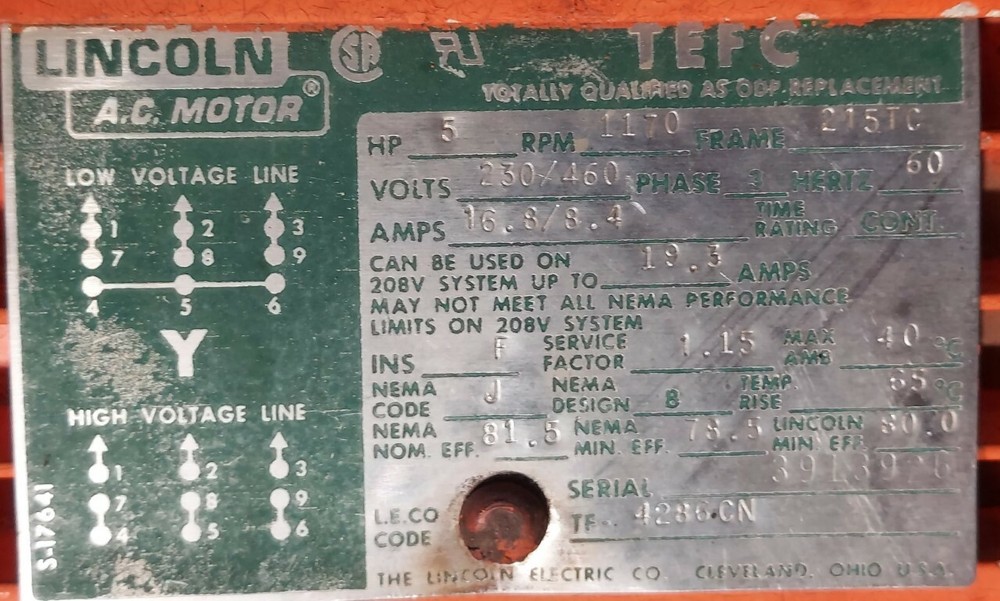 LINCOLN
A.C. MOTOR®
SA
TEFC
TOTALLY QUALIFIED AS ODP REPLACEMENT
LOW VOLTAGE LINE
1 2 3
7 8 9
4 5 6
Y
HIGH VOLTAGE LINE
1 2 3
7 8 9
4 5 6
S-17641
HP 5 RPM 1170 FRAME 215TC
VOLTS 230/460 PHASE 3 HERTZ 60
AMPS 16.8/8.4 TIME RATING CONT.
CAN BE USED ON
208V SYSTEM UP TO 19.3 AMPS
MAY NOT MEET ALL NEMA PERFORMANCE
LIMITS ON 208V SYSTEM
INS F SERVICE FACTOR 1.15 MAX AMB 40 °C
NEMA CODE J NEMA DESIGN B TEMP. RISE °C
NEMA NOM. EFF. 81.5 NEMA MIN. EFF. 78.5 LINCOLN MIN. EFF. 80.0
SERIAL
L.E.CO CODE TF- 4286 CN
THE LINCOLN ELECTRIC CO. CLEVELAND, OHIO U.S.A.